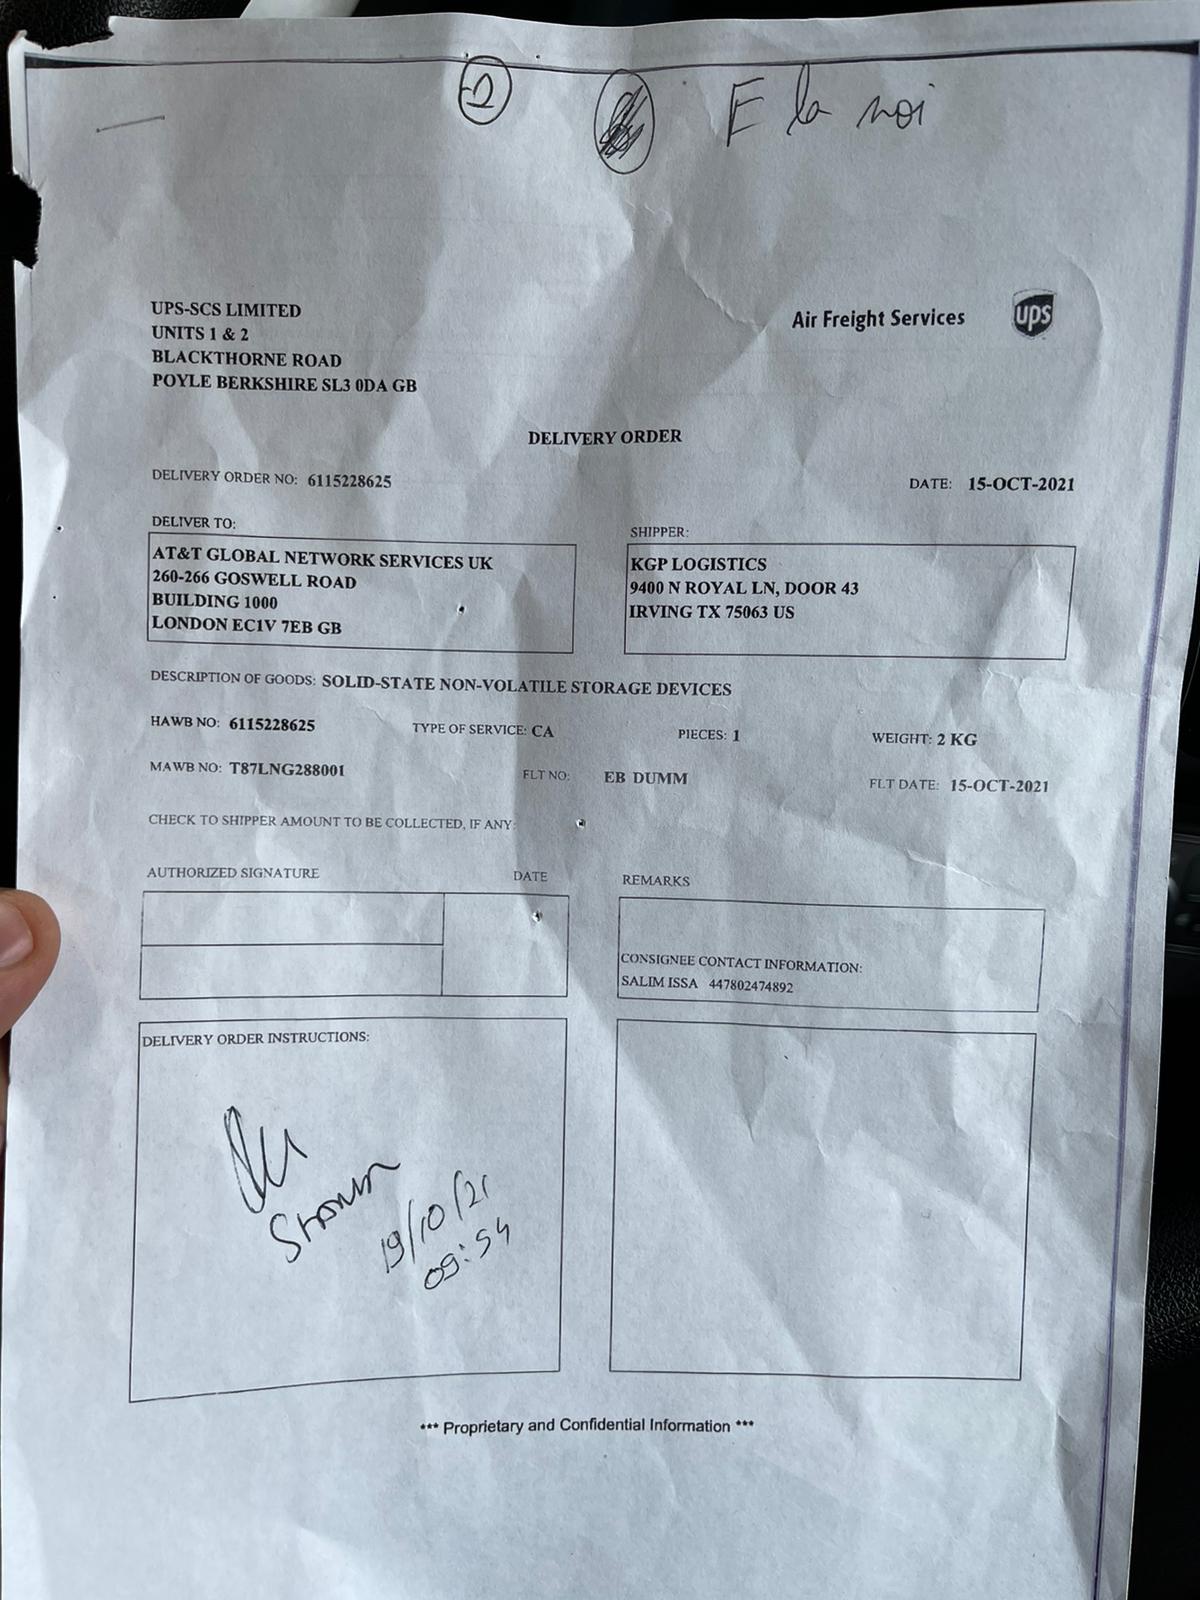 2 E la noi
UPS-SCS LIMITED
UNITS 1 & 2
BLACKTHORNE ROAD
POYLE BERKSHIRE SL3 0DA GB
Air Freight Services ups
DELIVERY ORDER
DELIVERY ORDER NO: 6115228625 DATE: 15-OCT-2021
DELIVER TO:
AT&T GLOBAL NETWORK SERVICES UK
260-266 GOSWELL ROAD
BUILDING 1000
LONDON EC1V 7EB GB
SHIPPER:
KGP LOGISTICS
9400 N ROYAL LN, DOOR 43
IRVING TX 75063 US
DESCRIPTION OF GOODS: SOLID-STATE NON-VOLATILE STORAGE DEVICES
HAWB NO: 6115228625 TYPE OF SERVICE: CA PIECES: 1 WEIGHT: 2 KG
MAWB NO: T87LNG288001 FLT NO: EB DUMM FLT DATE: 15-OCT-2021
CHECK TO SHIPPER AMOUNT TO BE COLLECTED, IF ANY:
AUTHORIZED SIGNATURE DATE
REMARKS
CONSIGNEE CONTACT INFORMATION:
SALIM ISSA 447802474892
DELIVERY ORDER INSTRUCTIONS:
19/10/21
09:54
*** Proprietary and Confidential Information ***